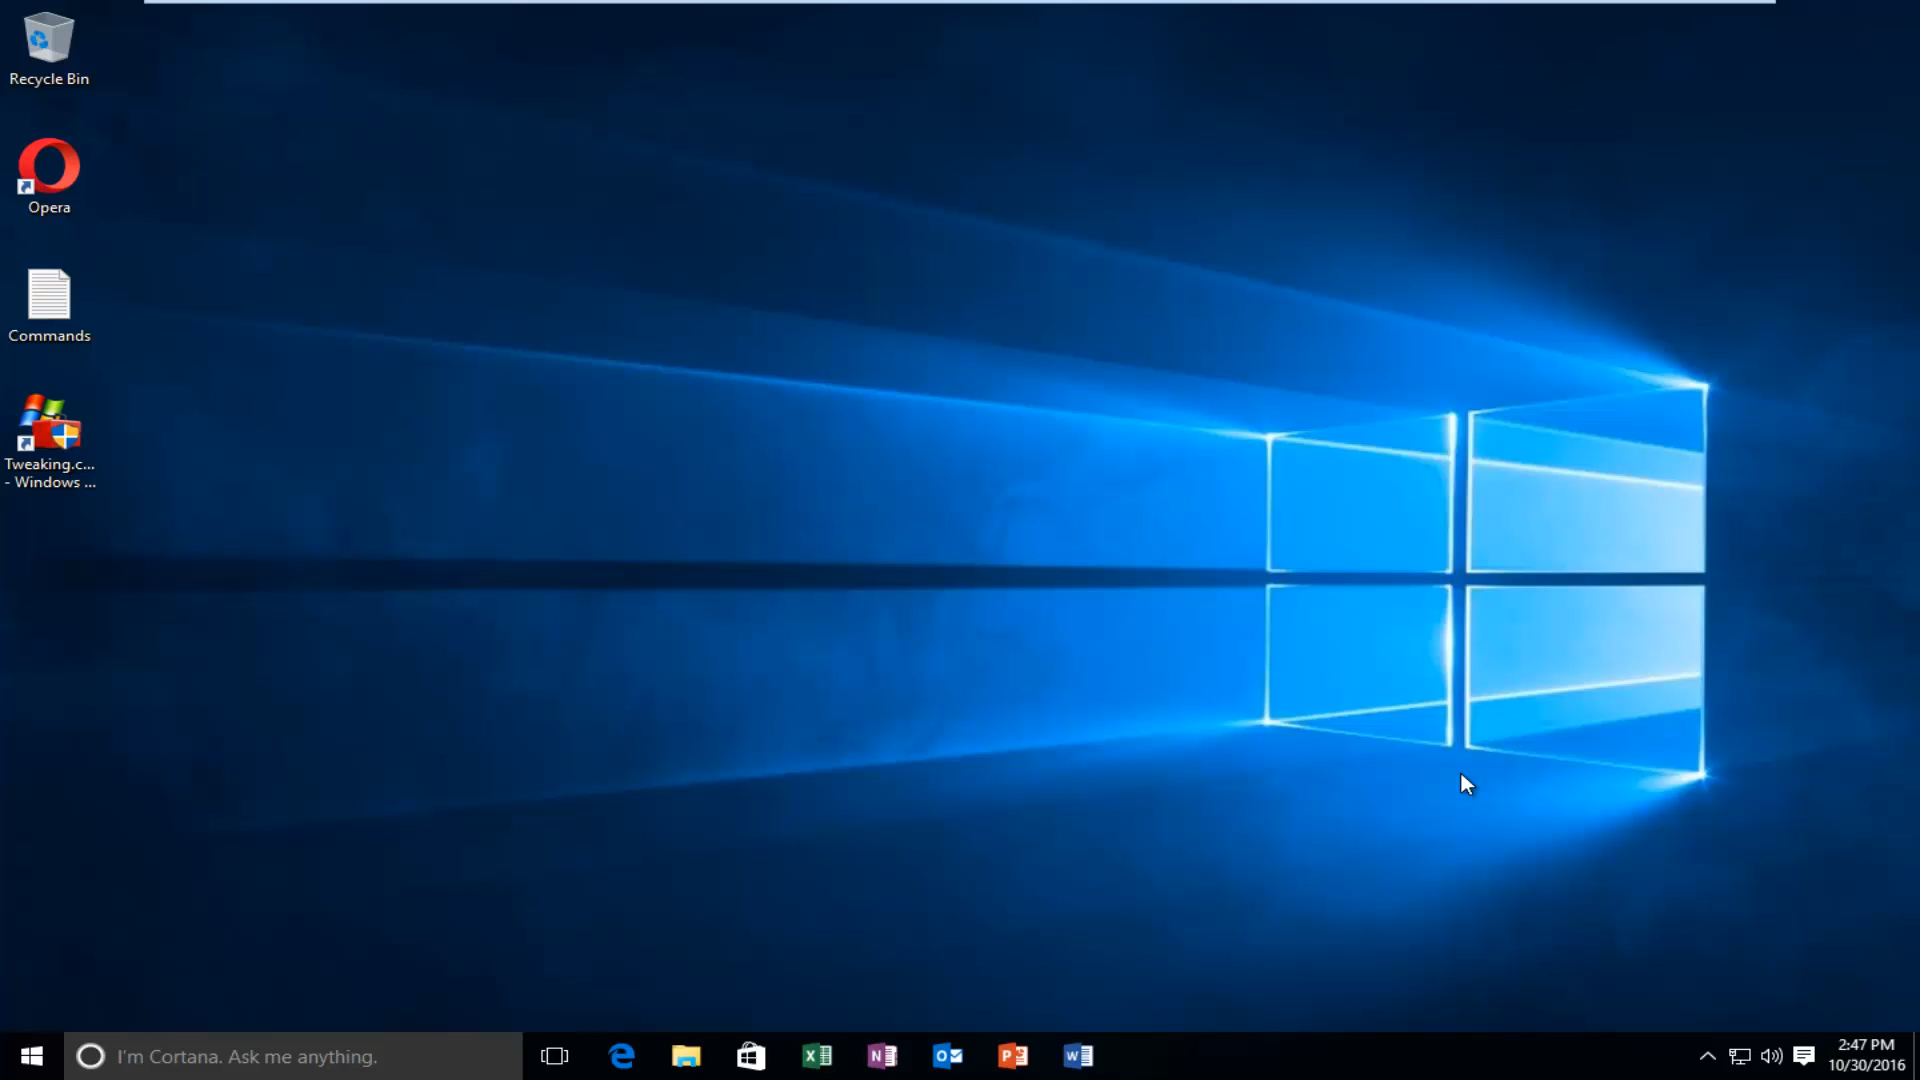 Recycle Bin
Opera
Commands
Tweaking.c...
- Windows ...
I'm Cortana. Ask me anything.
2:47 PM
10/30/2016